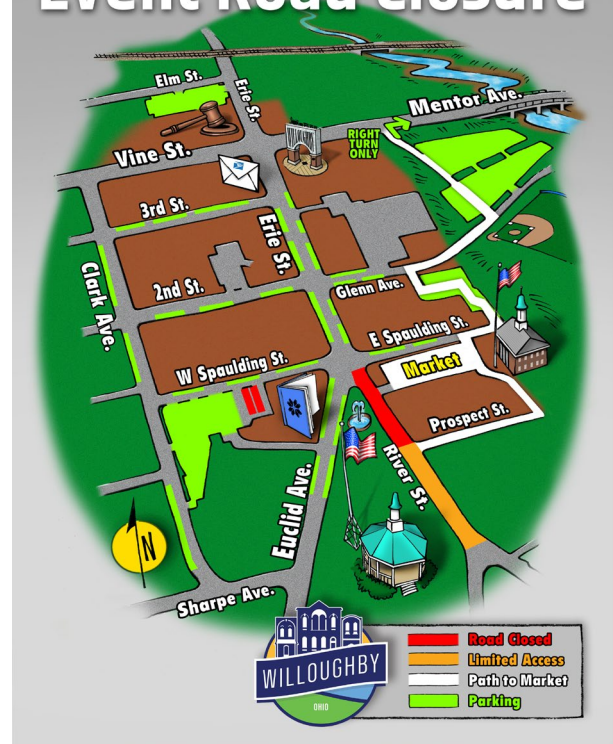 Event Road Closure
Elm St.
Erie St.
Mentor Ave.
RIGHT
TURN
ONLY
Vine St.
3rd St.
Erie St.
Clark Ave.
2nd St.
Glenn Ave.
E Spaulding St.
W Spaulding St.
Market
Prospect St.
River St.
Euclid Ave.
N
Sharpe Ave.
WILLOUGHBY
OHIO
Road Closed
Limited Access
Path to Market
Parking